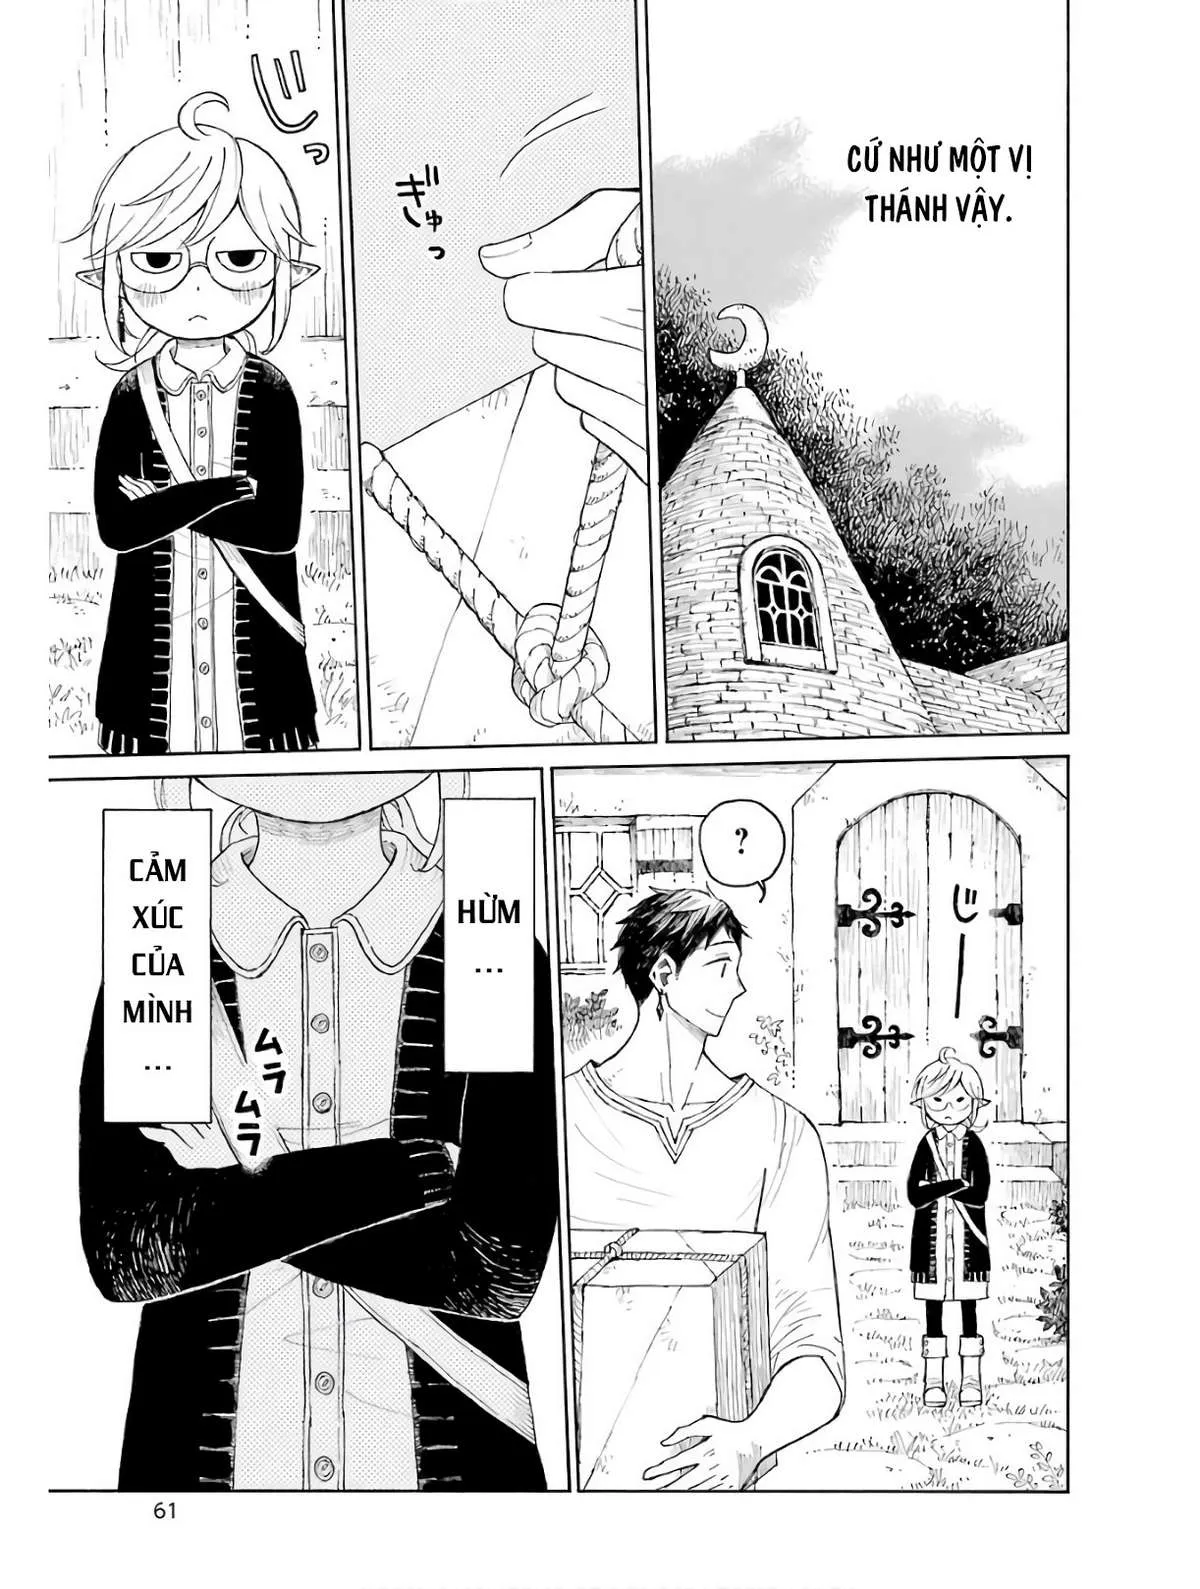 CỨ NHƯ MỘT VỊ
THÁNH VẬY.
ぎゅっ
じっ
?
じー
HỪM
...
CẢM
XÚC
CỦA
MÌNH
...
ムラ
ムラ
61